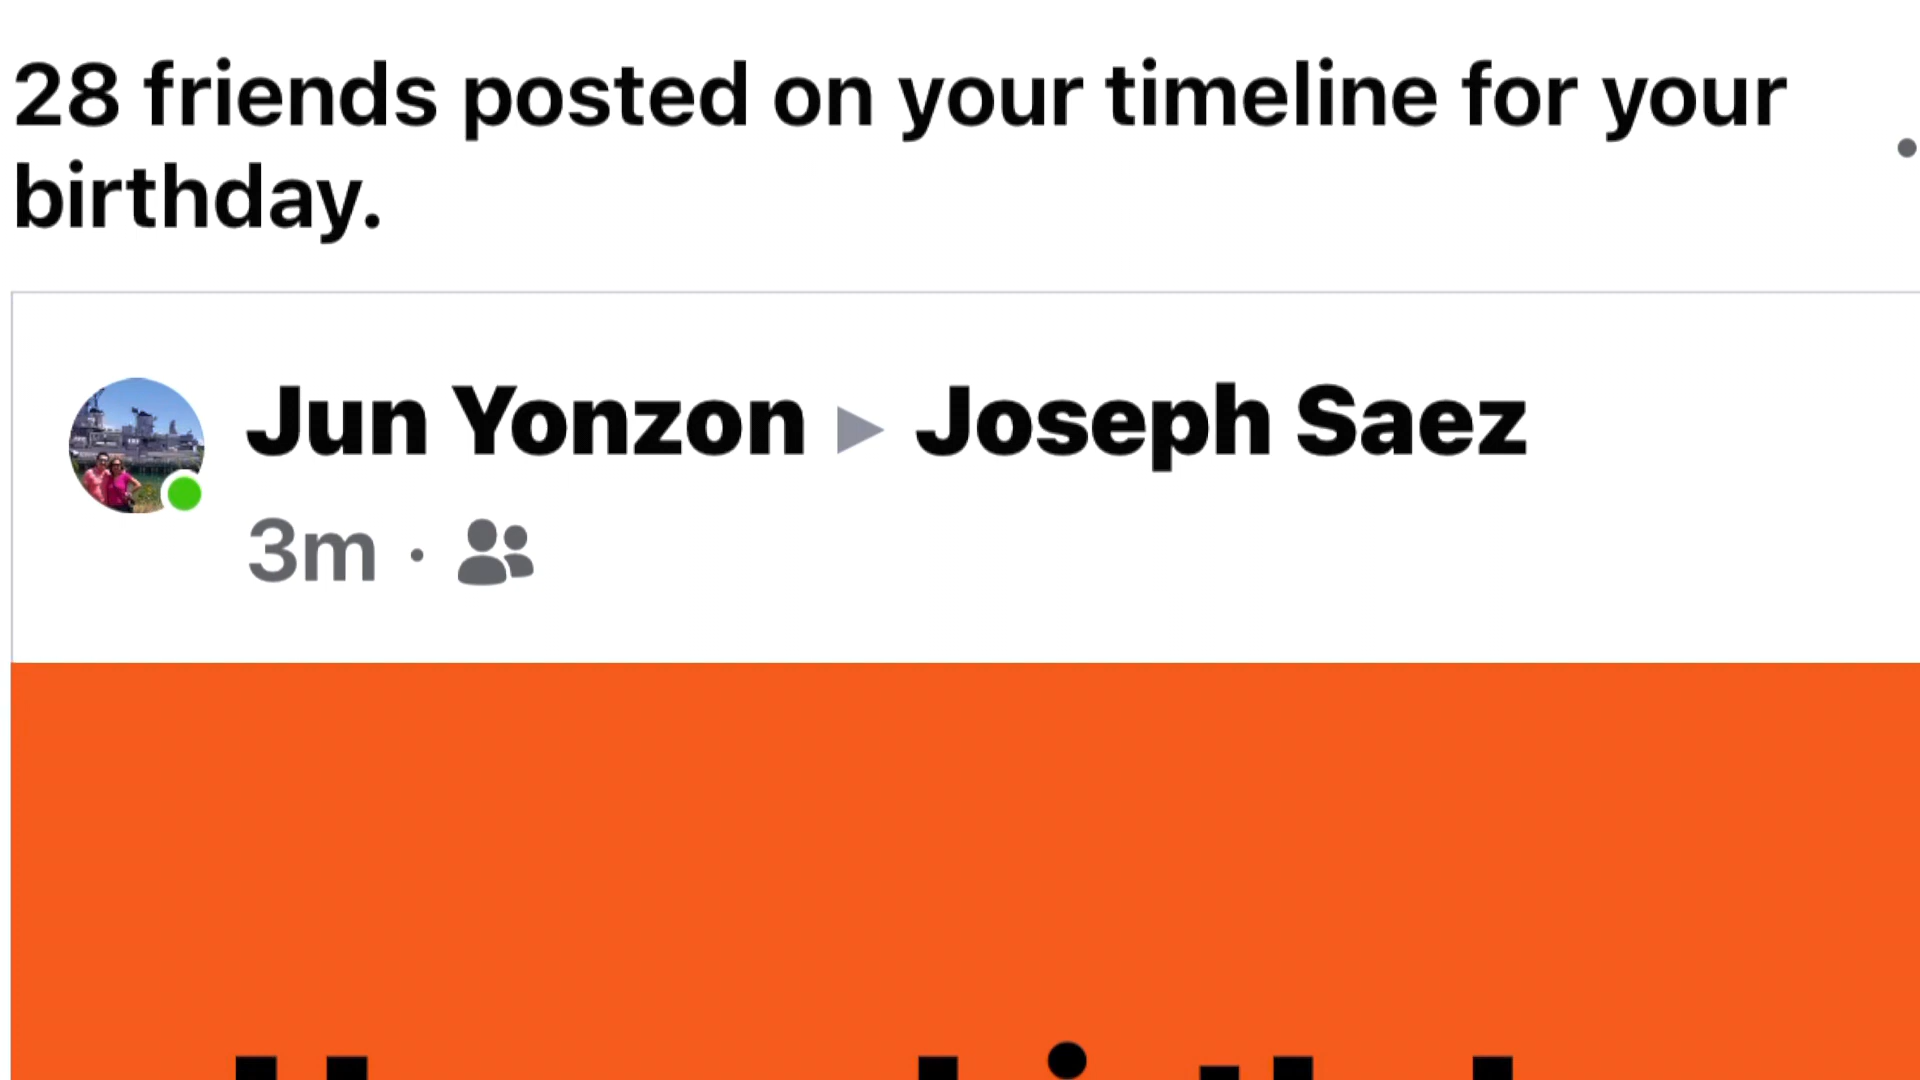 28 friends posted on your timeline for your
birthday.
Jun Yonzon ▸ Joseph Saez
3m ·